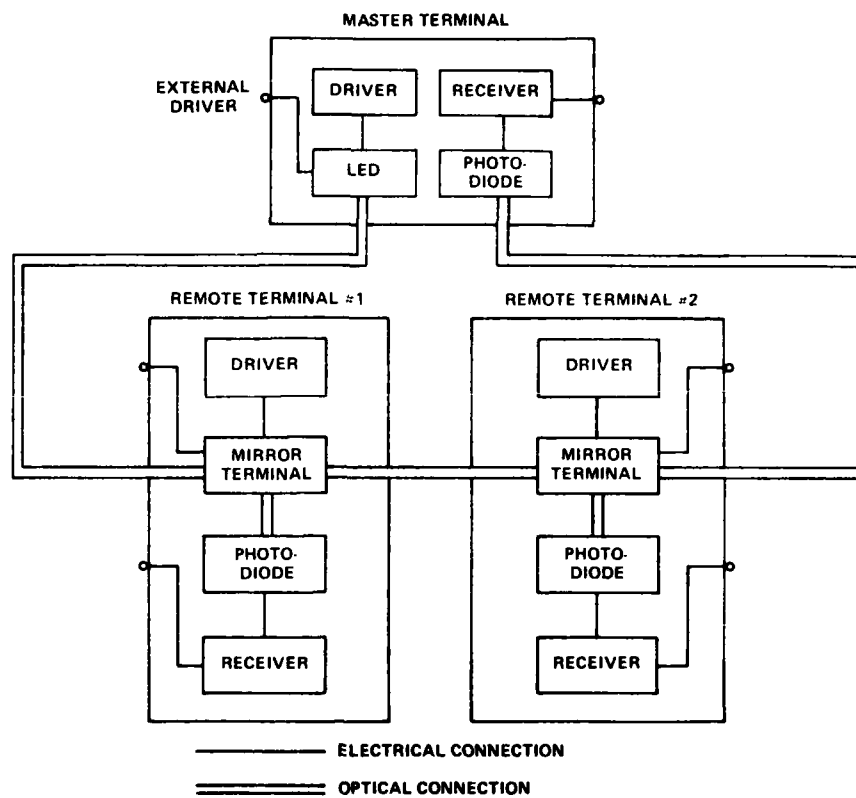 MASTER TERMINAL
EXTERNAL
DRIVER
DRIVER
RECEIVER
LED
PHOTO-
DIODE
REMOTE TERMINAL #1
REMOTE TERMINAL #2
DRIVER
MIRROR
TERMINAL
PHOTO-
DIODE
RECEIVER
DRIVER
MIRROR
TERMINAL
PHOTO-
DIODE
RECEIVER
ELECTRICAL CONNECTION
OPTICAL CONNECTION